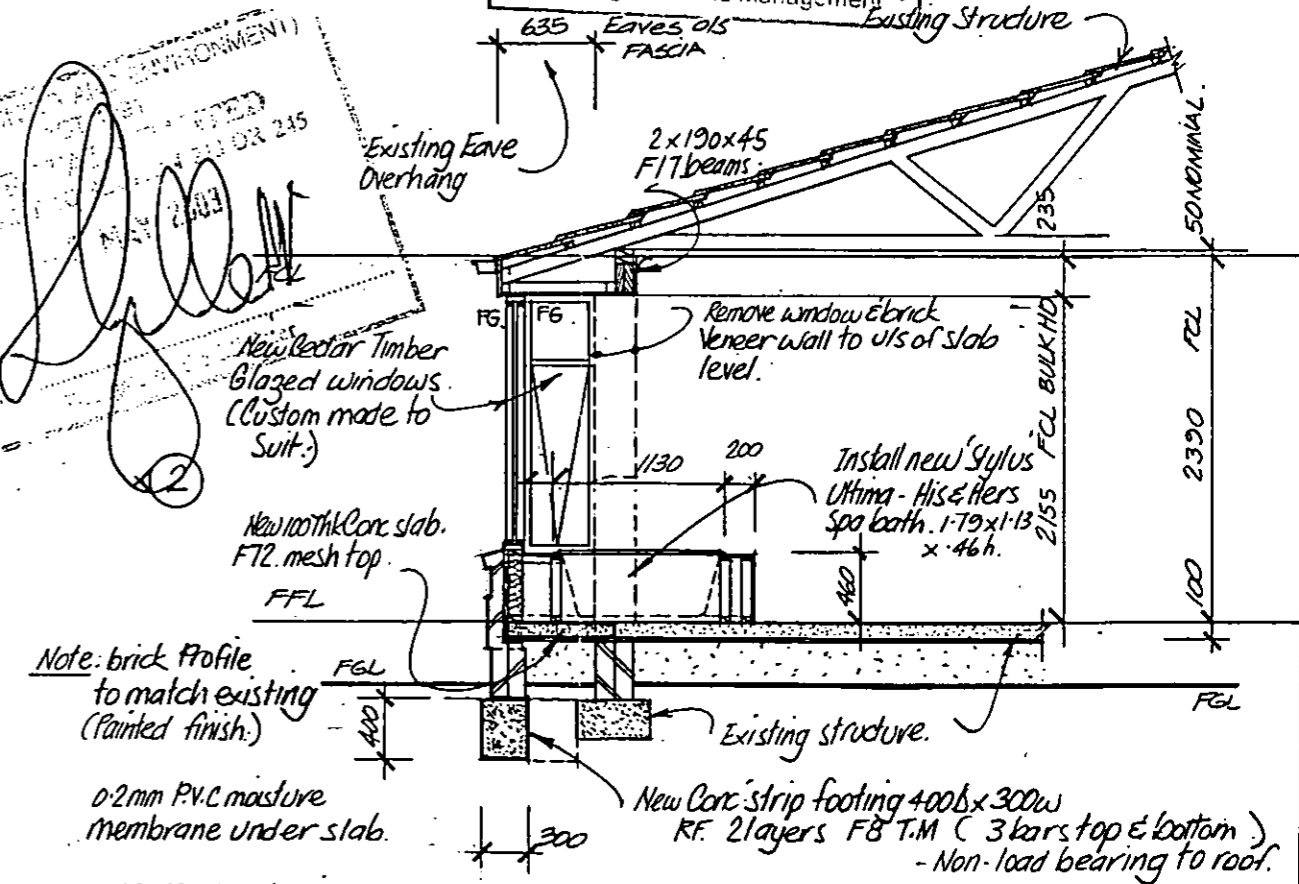 Management
635 Eaves o/s
FASCIA
Existing Structure
ENVIRONMENT)
245
Existing Eave
Overhang
2x190x45
F17 beams.
235
50 NOMINAL.
FG.
FG
Remove window & brick
Veneer wall to u/s of slab
level.
New Cedar Timber
Glazed windows.
(Custom made to
Suit.)
x2
2155 FCL BULKHD
2390 FCL
1130
200
Install new 'Stylus'
Ultima - His & Hers
Spa bath. 1.79x1.13
x .46h.
New 100Thk Conc slab.
F72. mesh top.
460
100
FFL
Note: brick Profile
to match existing
(Painted finish.)
FGL
FGL
400
Existing structure.
0.2mm P.V.C moisture
membrane under slab.
300
New Conc strip footing 400d x 300w
RF. 2 layers F8 T.M ( 3 bars top & bottom )
- Non-load bearing to roof.